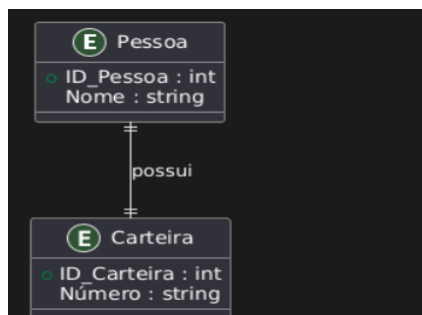 E Pessoa
ID_Pessoa : int
Nome : string
possui
E Carteira
ID_Carteira : int
Número : string